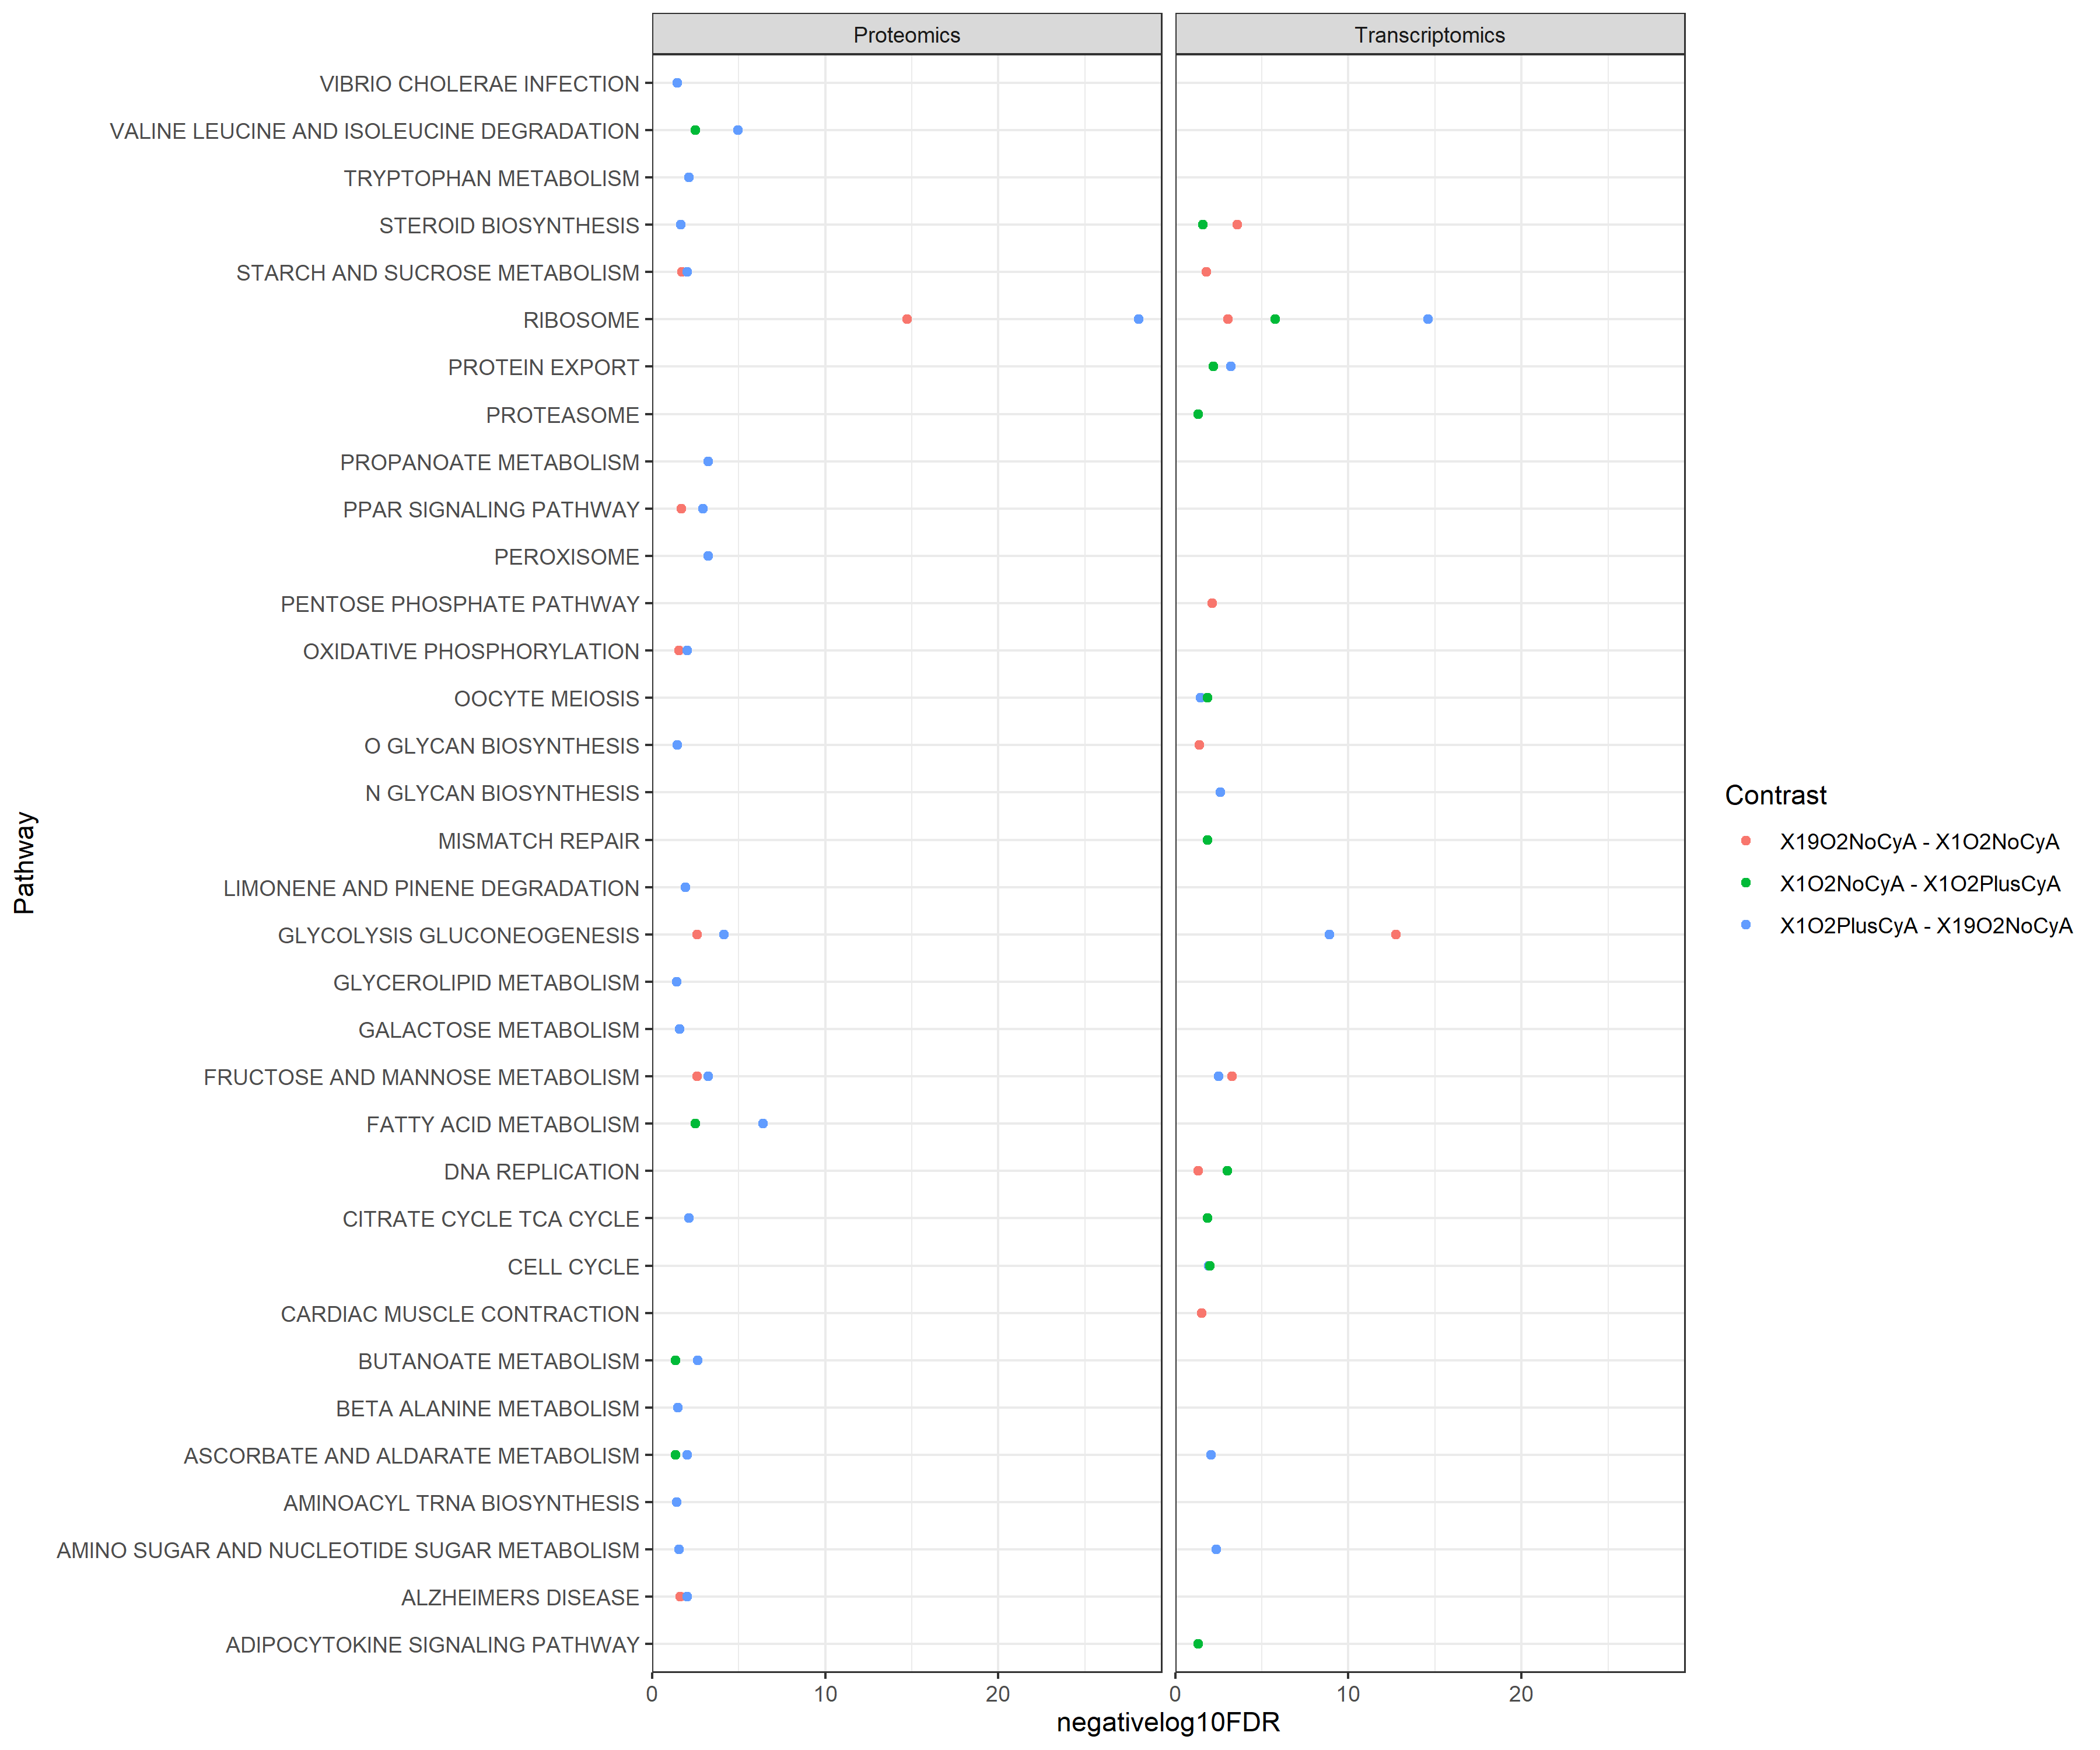 Proteomics
Transcriptomics
VIBRIO CHOLERAE INFECTION
VALINE LEUCINE AND ISOLEUCINE DEGRADATION
TRYPTOPHAN METABOLISM
STEROID BIOSYNTHESIS
STARCH AND SUCROSE METABOLISM
RIBOSOME
PROTEIN EXPORT
PROTEASOME
PROPANOATE METABOLISM
PPAR SIGNALING PATHWAY
PEROXISOME
PENTOSE PHOSPHATE PATHWAY
OXIDATIVE PHOSPHORYLATION
OOCYTE MEIOSIS
O GLYCAN BIOSYNTHESIS
N GLYCAN BIOSYNTHESIS
MISMATCH REPAIR
LIMONENE AND PINENE DEGRADATION
GLYCOLYSIS GLUCONEOGENESIS
GLYCEROLIPID METABOLISM
GALACTOSE METABOLISM
FRUCTOSE AND MANNOSE METABOLISM
FATTY ACID METABOLISM
DNA REPLICATION
CITRATE CYCLE TCA CYCLE
CELL CYCLE
CARDIAC MUSCLE CONTRACTION
BUTANOATE METABOLISM
BETA ALANINE METABOLISM
ASCORBATE AND ALDARATE METABOLISM
AMINOACYL TRNA BIOSYNTHESIS
AMINO SUGAR AND NUCLEOTIDE SUGAR METABOLISM
ALZHEIMERS DISEASE
ADIPOCYTOKINE SIGNALING PATHWAY
Pathway
0 10 20
0 10 20
negativelog10FDR
Contrast
X19O2NoCyA - X1O2NoCyA
X1O2NoCyA - X1O2PlusCyA
X1O2PlusCyA - X19O2NoCyA